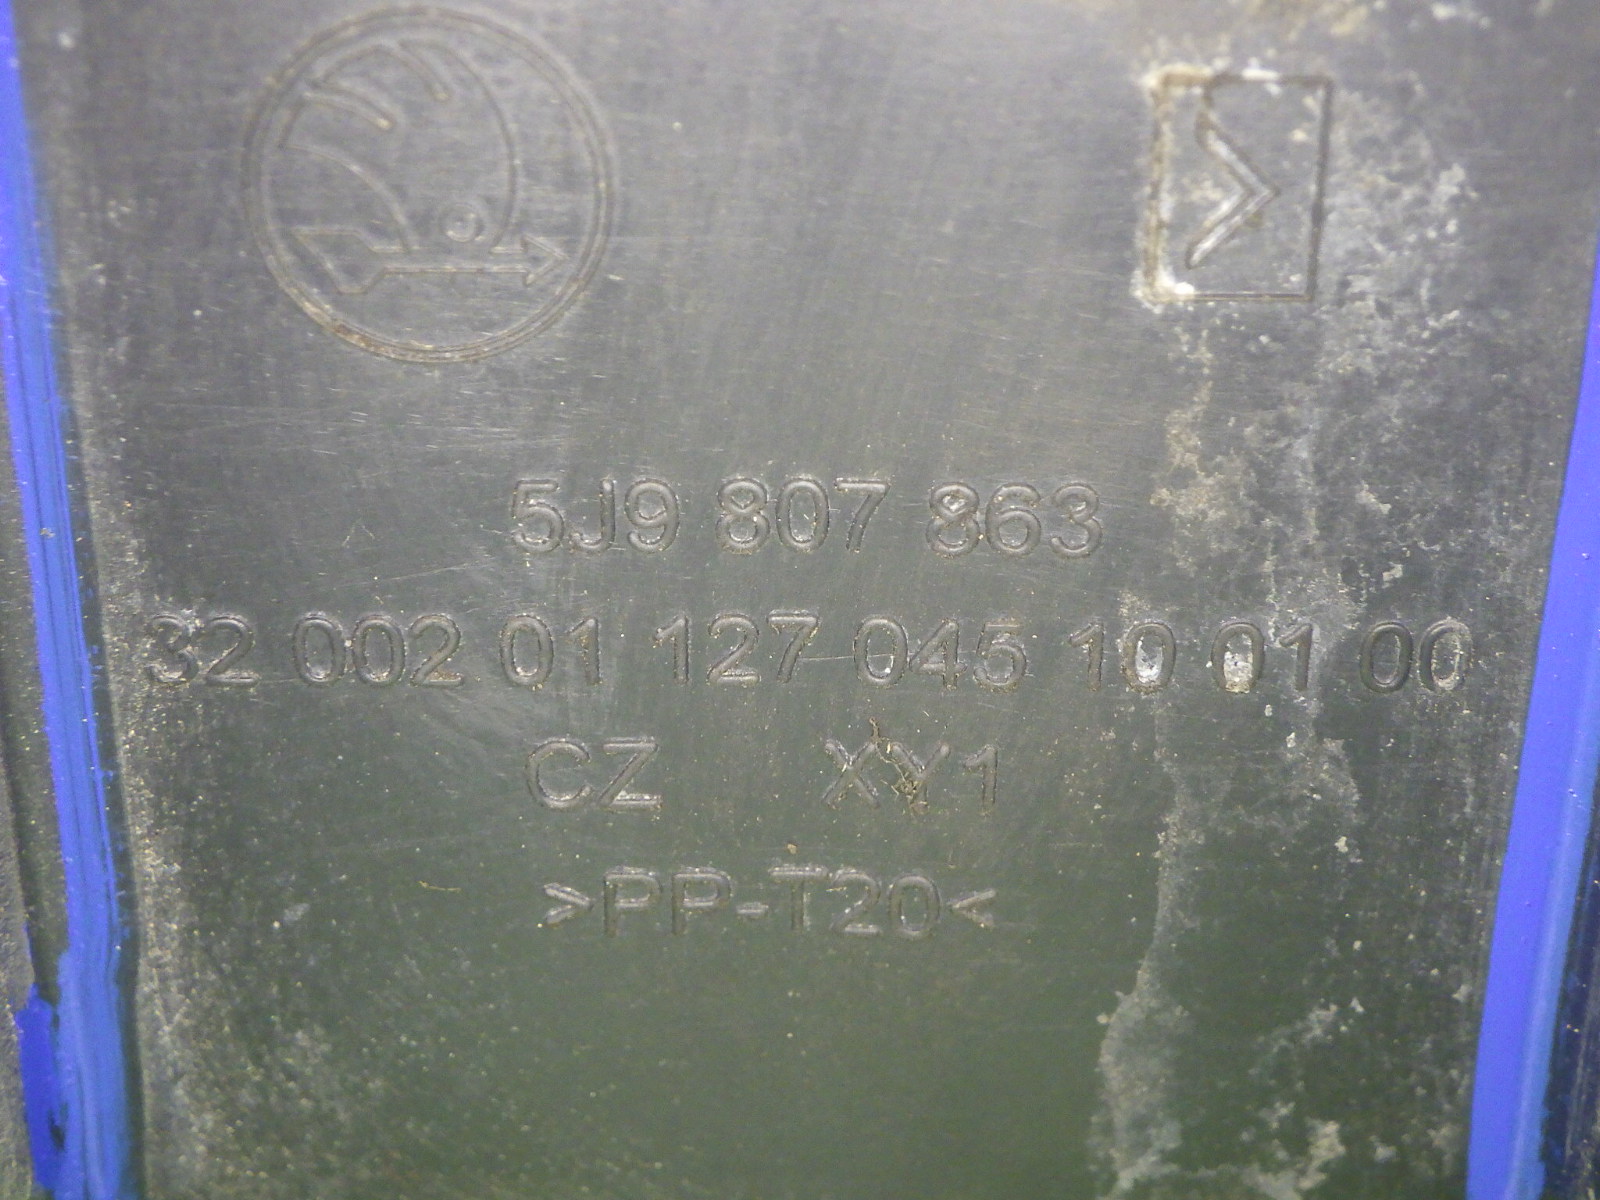 5J9 807 863
32 002 01 127 045 10 01 00
CZ XY1
>PP-T20<